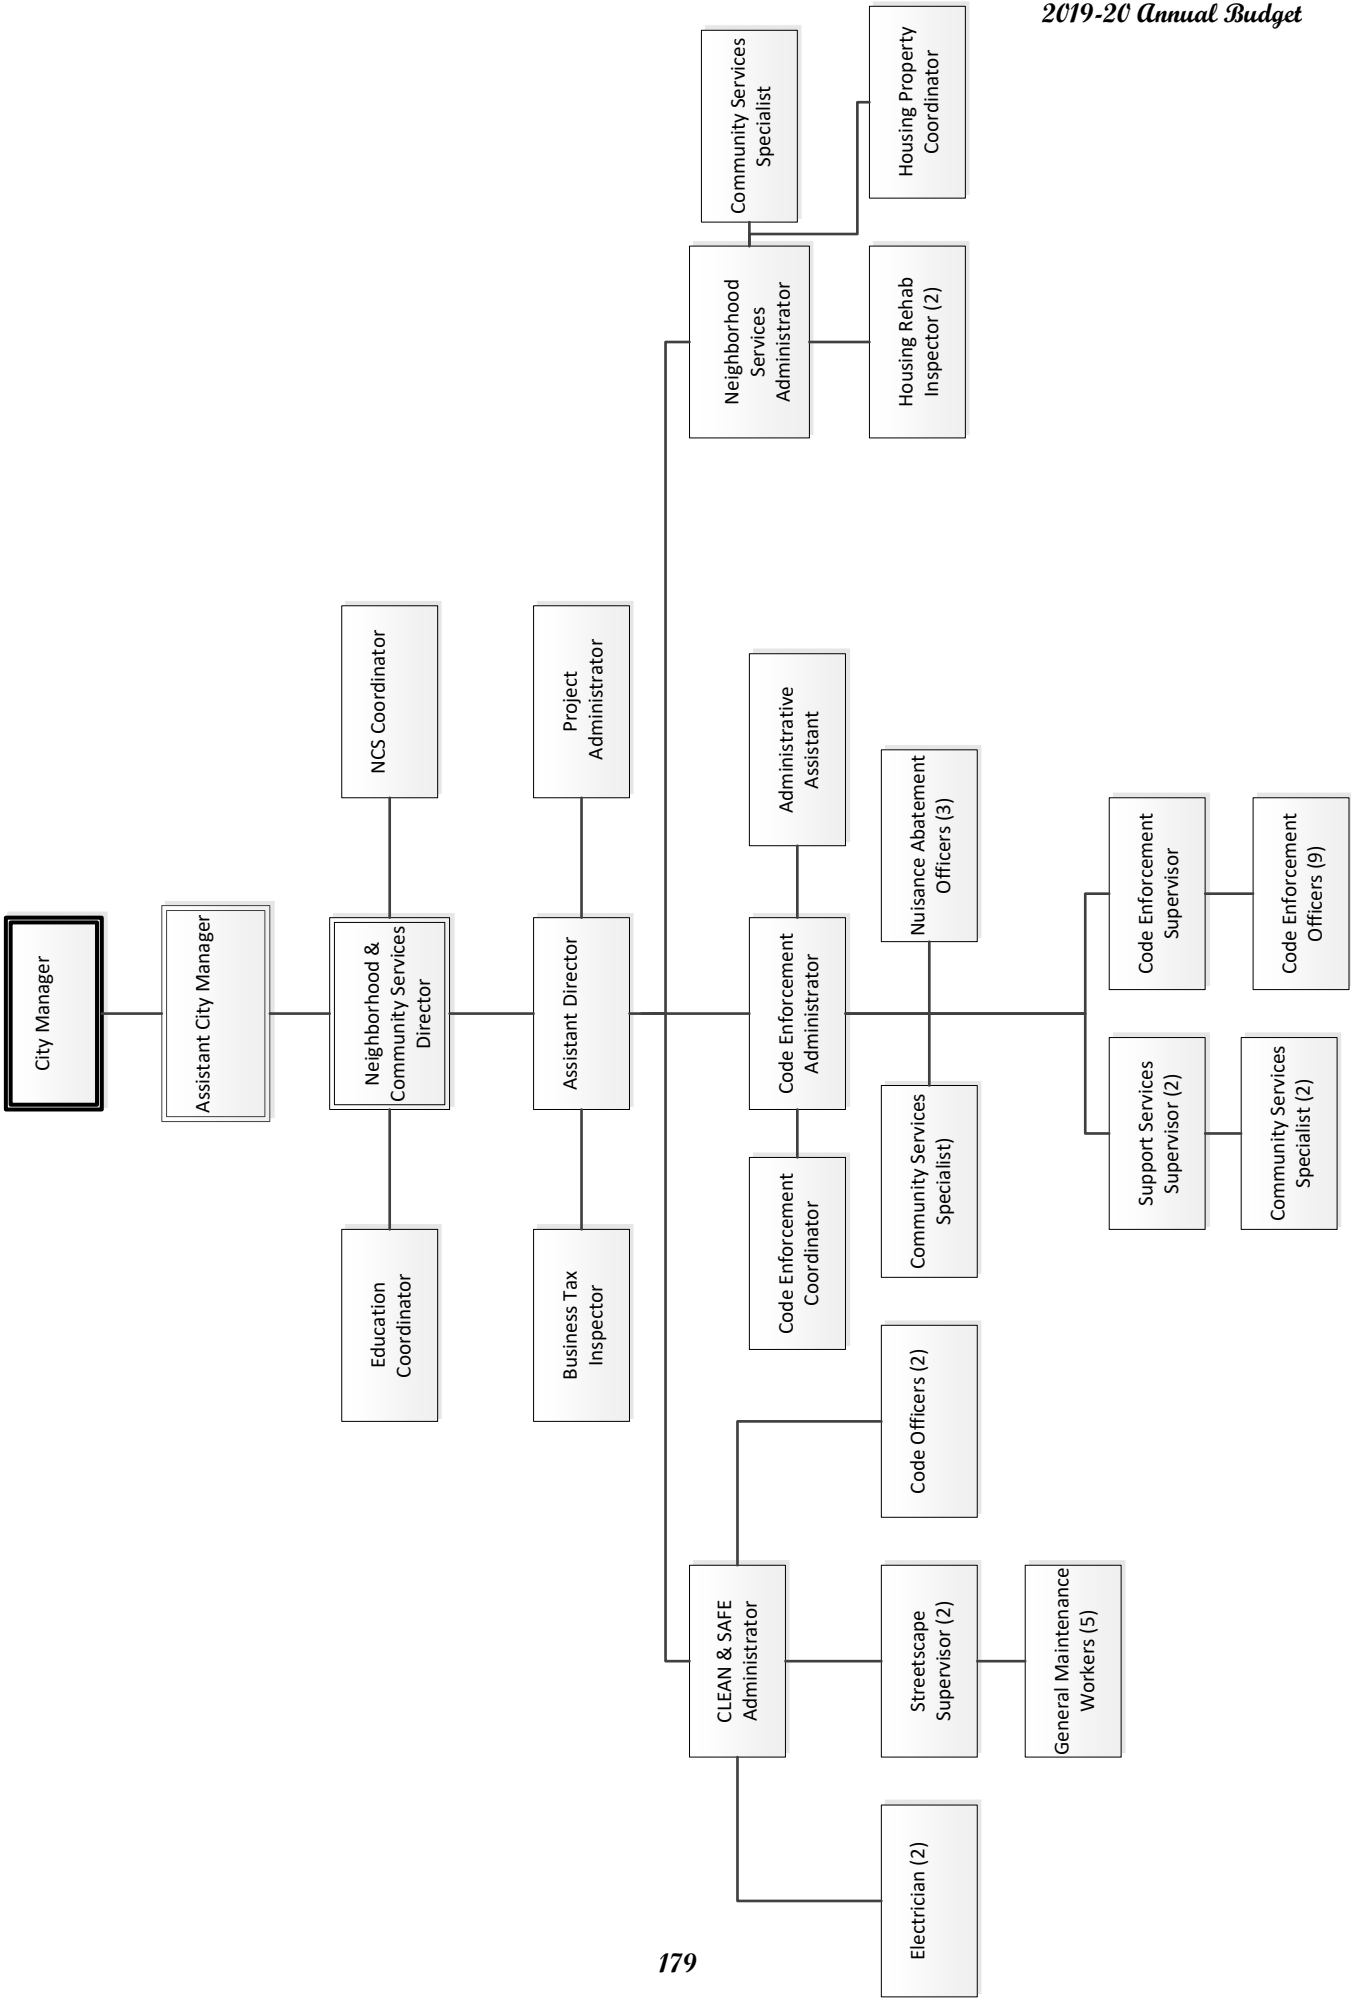 2019-20 Annual Budget
City Manager
Assistant City Manager
Education
Coordinator
Neighborhood &
Community Services
Director
NCS Coordinator
Business Tax
Inspector
Assistant Director
Project
Administrator
CLEAN & SAFE
Administrator
Code Enforcement
Coordinator
Code Enforcement
Administrator
Administrative
Assistant
Neighborhood
Services
Administrator
Community Services
Specialist
Electrician (2)
Streetscape
Supervisor (2)
Code Officers (2)
Community Services
Specialist)
Nuisance Abatement
Officers (3)
Housing Rehab
Inspector (2)
Housing Property
Coordinator
General Maintenance
Workers (5)
Support Services
Supervisor (2)
Code Enforcement
Supervisor
Community Services
Specialist (2)
Code Enforcement
Officers (9)
179